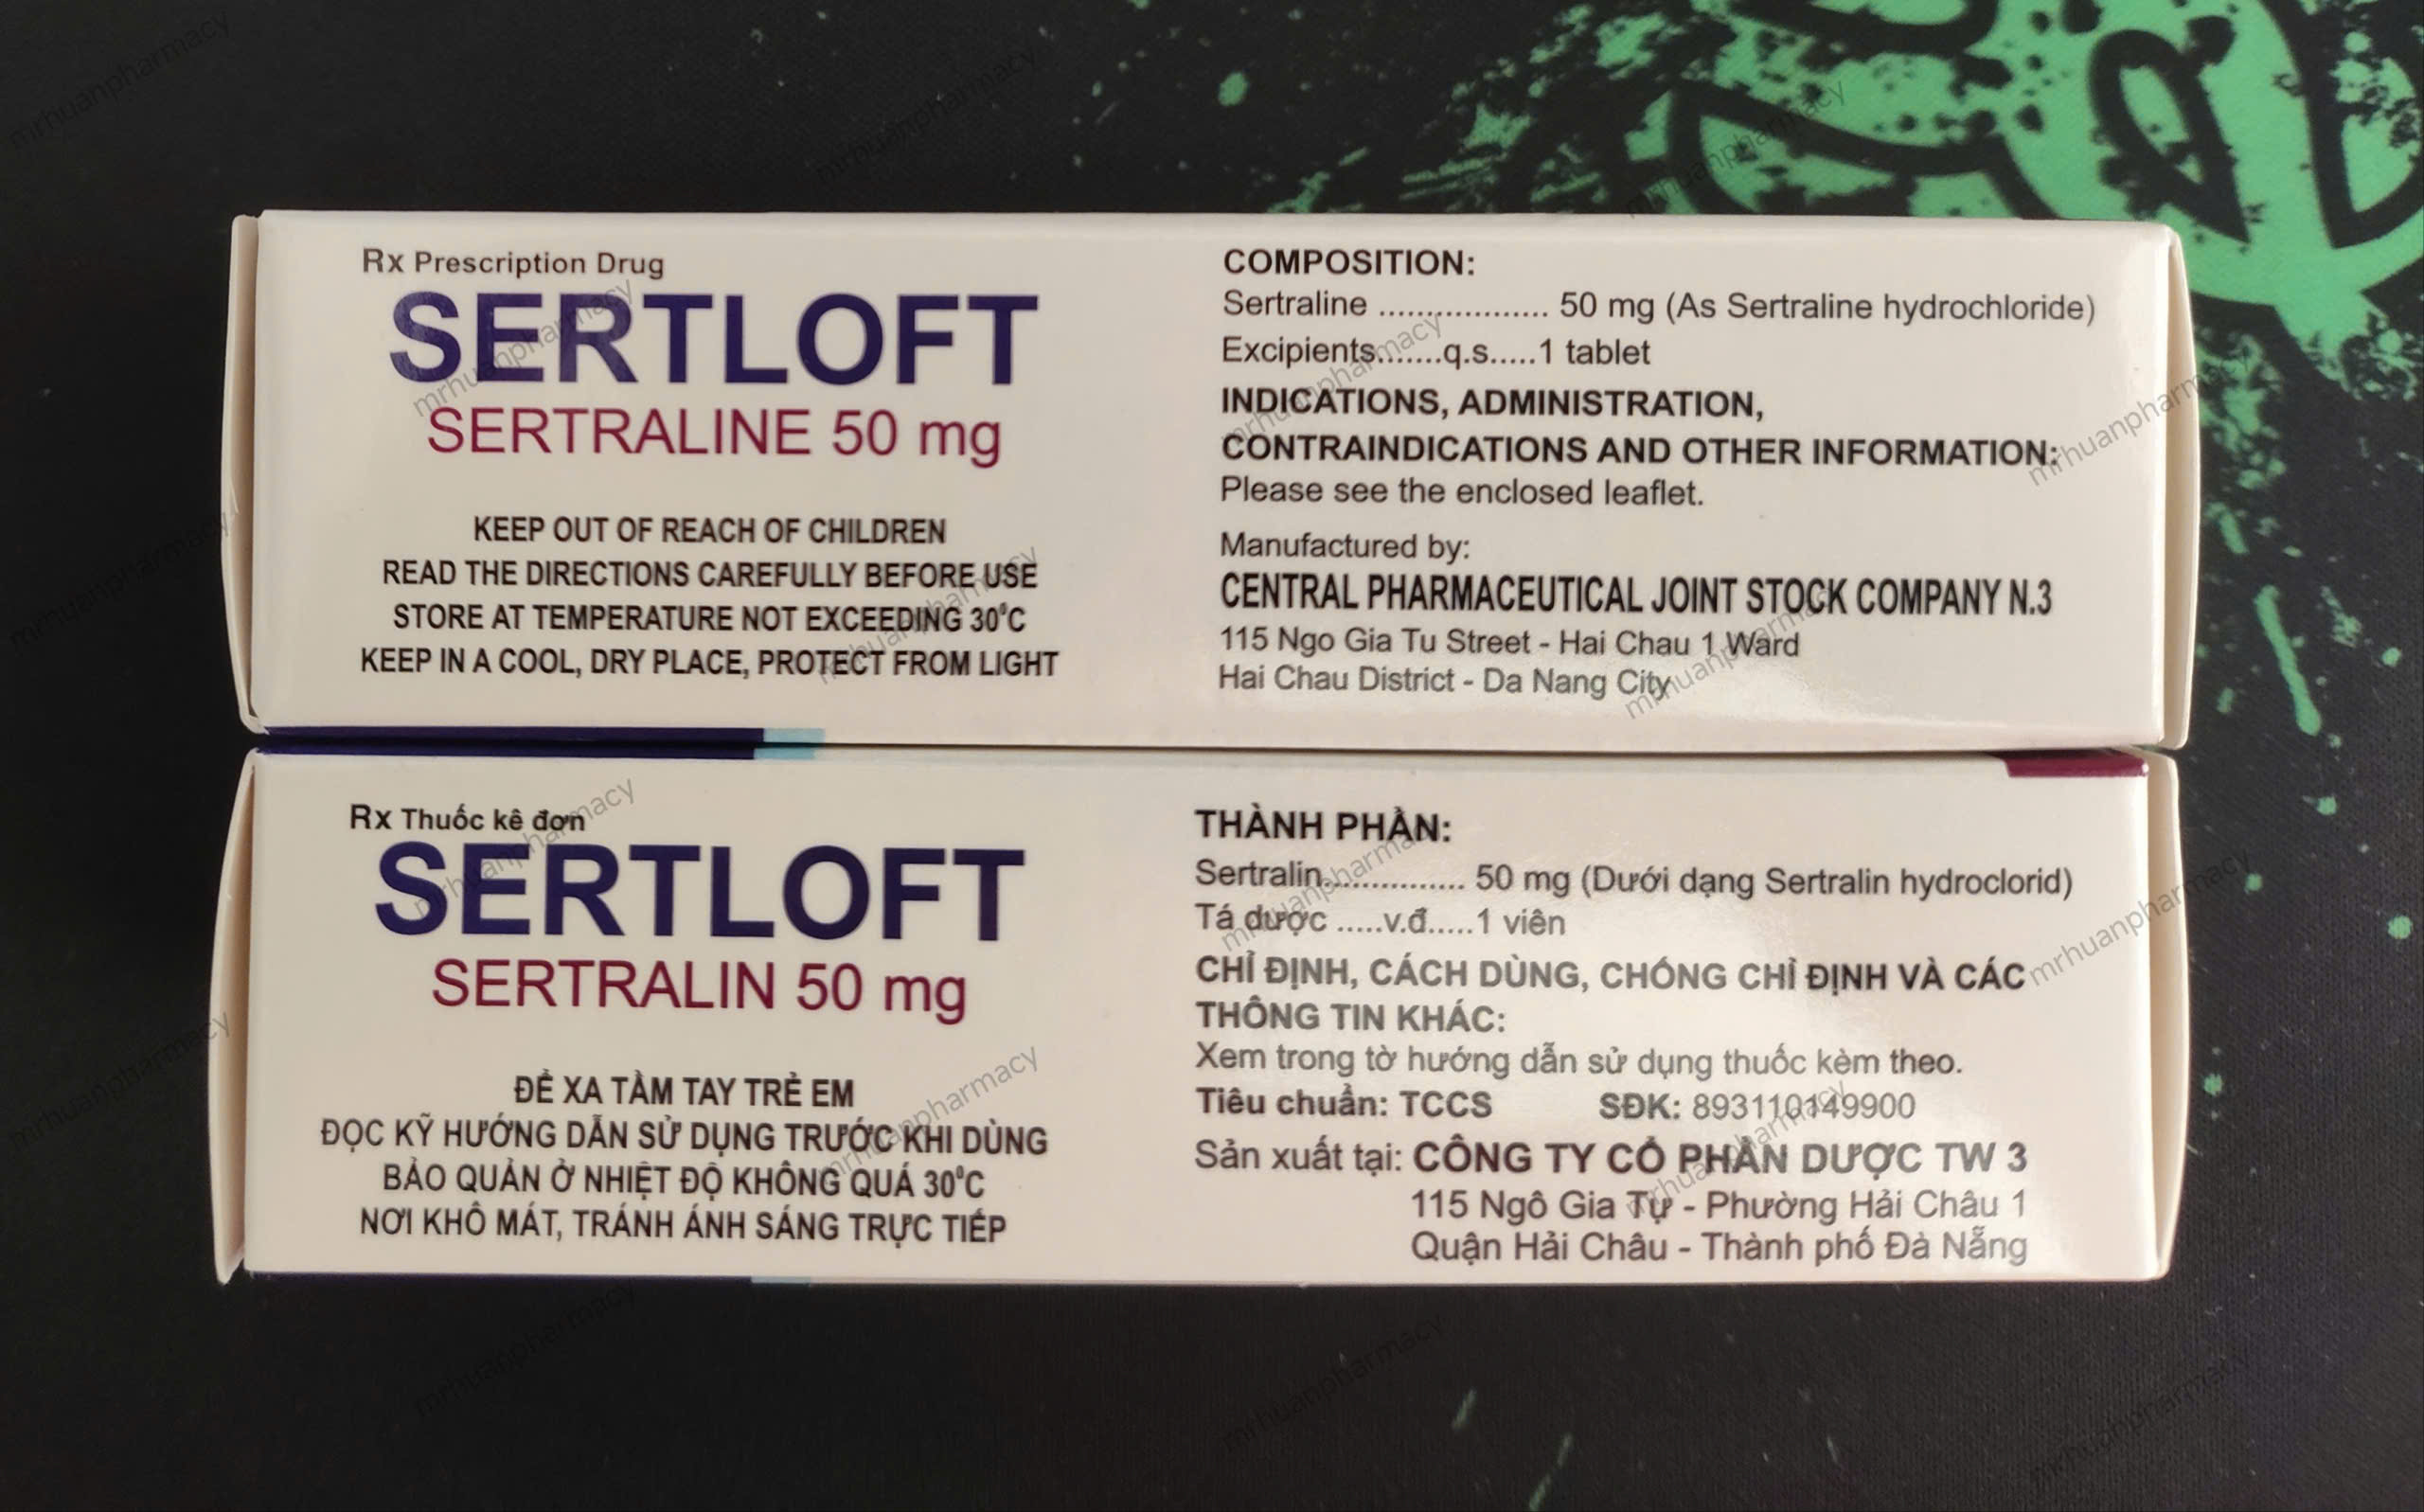 Rx Prescription Drug
SERTLOFT
SERTRALINE 50 mg
KEEP OUT OF REACH OF CHILDREN
READ THE DIRECTIONS CAREFULLY BEFORE USE
STORE AT TEMPERATURE NOT EXCEEDING 30⁰C
KEEP IN A COOL, DRY PLACE, PROTECT FROM LIGHT
COMPOSITION:
Sertraline ................... 50 mg (As Sertraline hydrochloride)
Excipients.......q.s.....1 tablet
INDICATIONS, ADMINISTRATION,
CONTRAINDICATIONS AND OTHER INFORMATION:
Please see the enclosed leaflet.
Manufactured by:
CENTRAL PHARMACEUTICAL JOINT STOCK COMPANY N.3
115 Ngo Gia Tu Street - Hai Chau 1 Ward
Hai Chau District - Da Nang City
Rx Thuốc kê đơn
SERTLOFT
SERTRALIN 50 mg
ĐỂ XA TẦM TAY TRẺ EM
ĐỌC KỸ HƯỚNG DẪN SỬ DỤNG TRƯỚC KHI DÙNG
BẢO QUẢN Ở NHIỆT ĐỘ KHÔNG QUÁ 30⁰C
NƠI KHÔ MÁT, TRÁNH ÁNH SÁNG TRỰC TIẾP
THÀNH PHẦN:
Sertralin................ 50 mg (Dưới dạng Sertralin hydroclorid)
Tá dược .....v.đ.....1 viên
CHỈ ĐỊNH, CÁCH DÙNG, CHỐNG CHỈ ĐỊNH VÀ CÁC
THÔNG TIN KHÁC:
Xem trong tờ hướng dẫn sử dụng thuốc kèm theo.
Tiêu chuẩn: TCCS SĐK: 893110149900
Sản xuất tại: CÔNG TY CỔ PHẦN DƯỢC TW 3
115 Ngô Gia Tự - Phường Hải Châu 1
Quận Hải Châu - Thành phố Đà Nẵng
mrhuanpharmacy